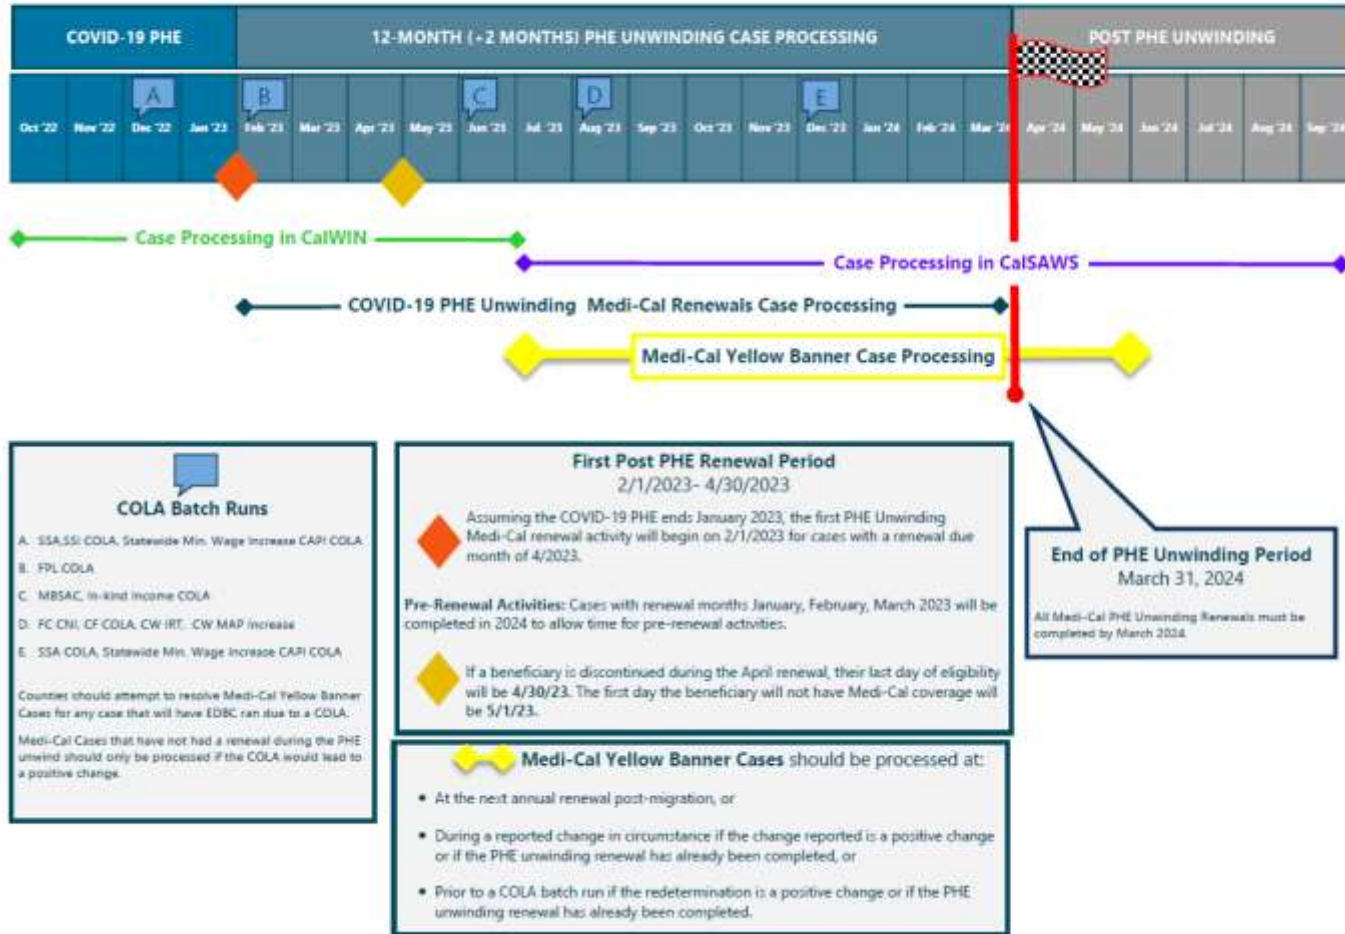 COVID-19 PHE
12-MONTH (+2 MONTHS) PHE UNWINDING CASE PROCESSING
POST PHE UNWINDING
A
B
C
D
E
Oct '22 Nov '22 Dec '22 Jan '23 Feb '23 Mar '23 Apr '23 May '23 Jun '23 Jul '23 Aug '23 Sep '23 Oct '23 Nov '23 Dec '23 Jan '24 Feb '24 Mar '24 Apr '24 May '24 Jun '24 Jul '24 Aug '24 Sep '24
Case Processing in CalWIN
Case Processing in CalSAWS
COVID-19 PHE Unwinding Medi-Cal Renewals Case Processing
Medi-Cal Yellow Banner Case Processing
COLA Batch Runs
A. SSA,SSI COLA, Statewide Min. Wage Increase CAPI COLA
B. FPL COLA
C. MBSAC, In-kind Income COLA
D. FC CNI, CF COLA, CW IRT, CW MAP Increase
E. SSA COLA, Statewide Min. Wage Increase CAPI COLA
Counties should attempt to resolve Medi-Cal Yellow Banner
Cases for any case that will have EDBC ran due to a COLA.
Medi-Cal Cases that have not had a renewal during the PHE
unwind should only be processed if the COLA would lead to
a positive change.
First Post PHE Renewal Period
2/1/2023- 4/30/2023
Assuming the COVID-19 PHE ends January 2023, the first PHE Unwinding
Medi-Cal renewal activity will begin on 2/1/2023 for cases with a renewal due
month of 4/2023.
Pre-Renewal Activities: Cases with renewal months January, February, March 2023 will be
completed in 2024 to allow time for pre-renewal activities.
If a beneficiary is discontinued during the April renewal, their last day of eligibility
will be 4/30/23. The first day the beneficiary will not have Medi-Cal coverage will
be 5/1/23.
End of PHE Unwinding Period
March 31, 2024
All Medi-Cal PHE Unwinding Renewals must be
completed by March 2024.
Medi-Cal Yellow Banner Cases should be processed at:
• At the next annual renewal post-migration, or
• During a reported change in circumstance if the change reported is a positive change
or if the PHE unwinding renewal has already been completed, or
• Prior to a COLA batch run if the redetermination is a positive change or if the PHE
unwinding renewal has already been completed.